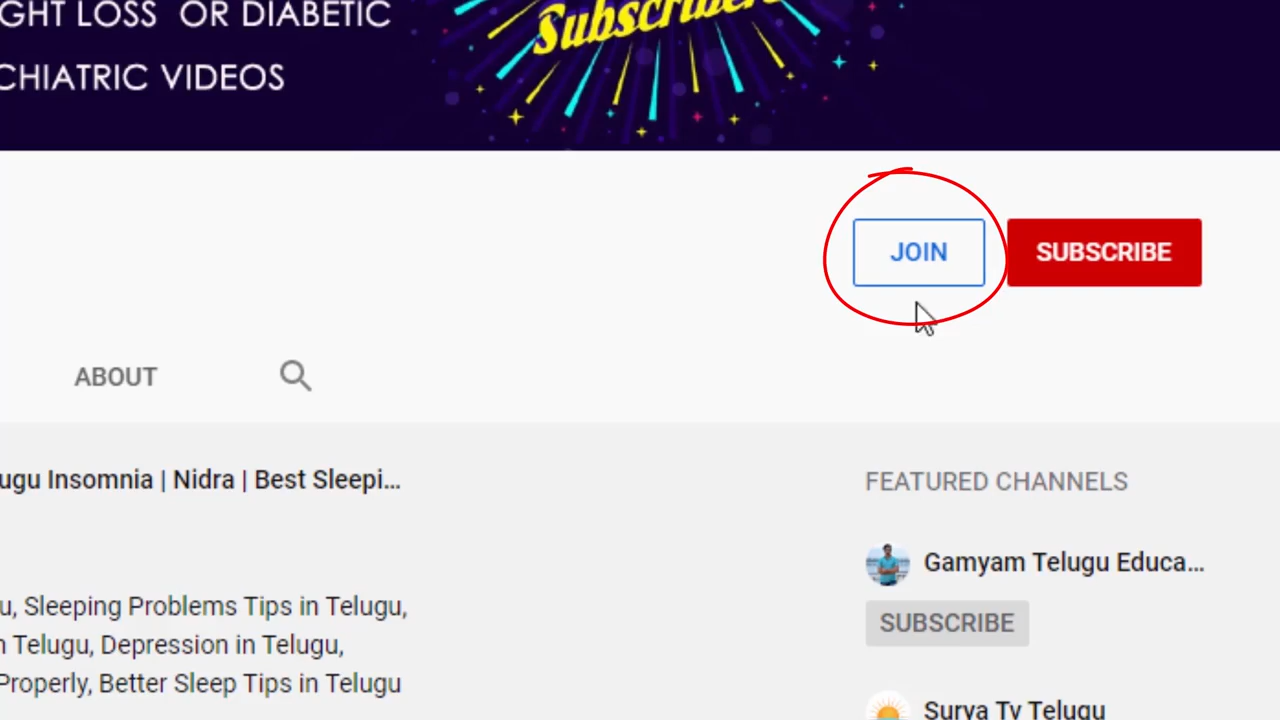 GHT LOSS OR DIABETIC
CHIATRIC VIDEOS
Subscribers
JOIN
SUBSCRIBE
ABOUT
ugu Insomnia | Nidra | Best Sleepi...
FEATURED CHANNELS
Gamyam Telugu Educa...
SUBSCRIBE
u, Sleeping Problems Tips in Telugu,
n Telugu, Depression in Telugu,
Properly, Better Sleep Tips in Telugu
Surya Tv Telugu